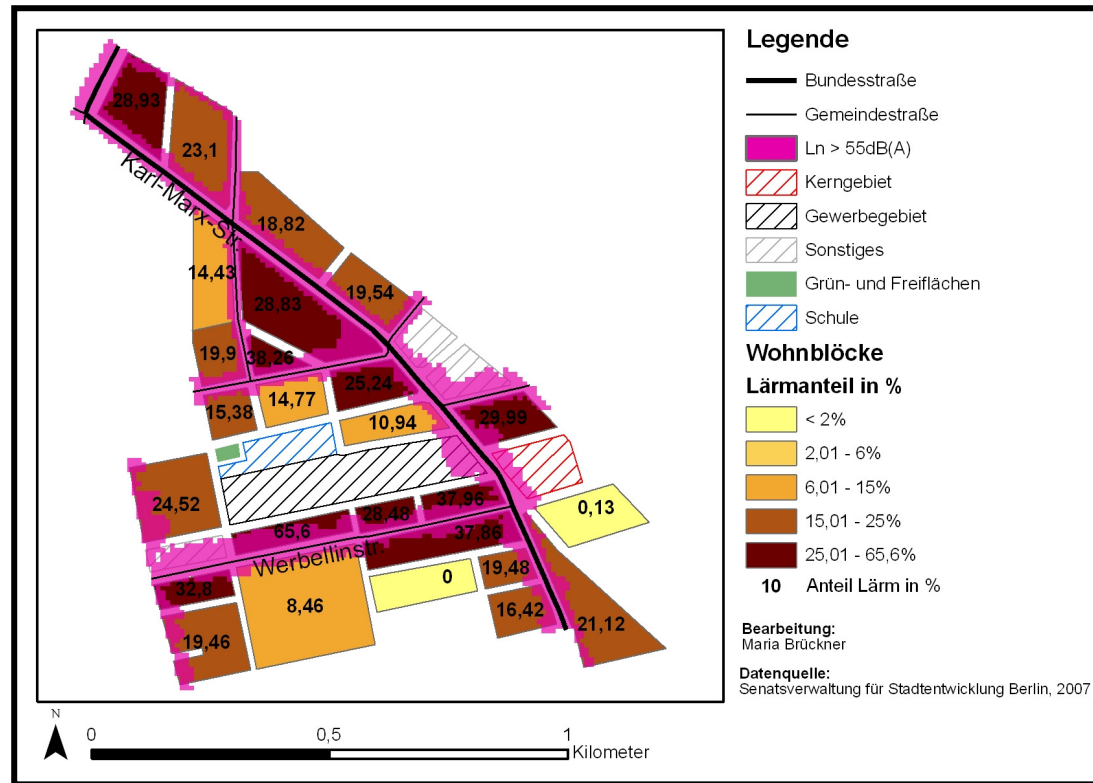 28,93
23,1
Karl-Marx-Str.
18,82
14,43
28,83
19,54
19,9
38,26
25,24
14,77
15,38
10,94
29,99
24,52
0,13
37,96
28,48
65,6
37,86
Werbellinstr.
32,8
0
19,48
8,46
16,42
19,46
21,12
N
0
0,5
1
Kilometer
Legende
Bundesstraße
Gemeindestraße
Ln > 55dB(A)
Kerngebiet
Gewerbegebiet
Sonstiges
Grün- und Freiflächen
Schule
Wohnblöcke
Lärmanteil in %
< 2%
2,01 - 6%
6,01 - 15%
15,01 - 25%
25,01 - 65,6%
10 Anteil Lärm in %
Bearbeitung:
Maria Brückner
Datenquelle:
Senatsverwaltung für Stadtentwicklung Berlin, 2007